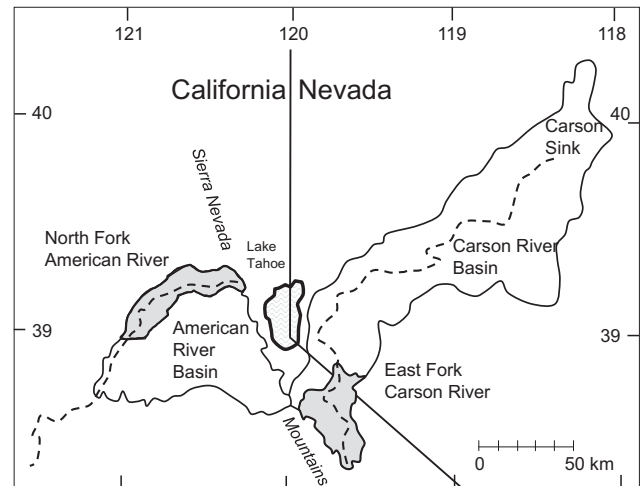 121
120
119
118
California
Nevada
40
40
Carson
Sink
Sierra Nevada
North Fork
American River
Lake
Tahoe
Carson River
Basin
39
39
American
River
Basin
East Fork
Carson River
Mountains
0
50 km